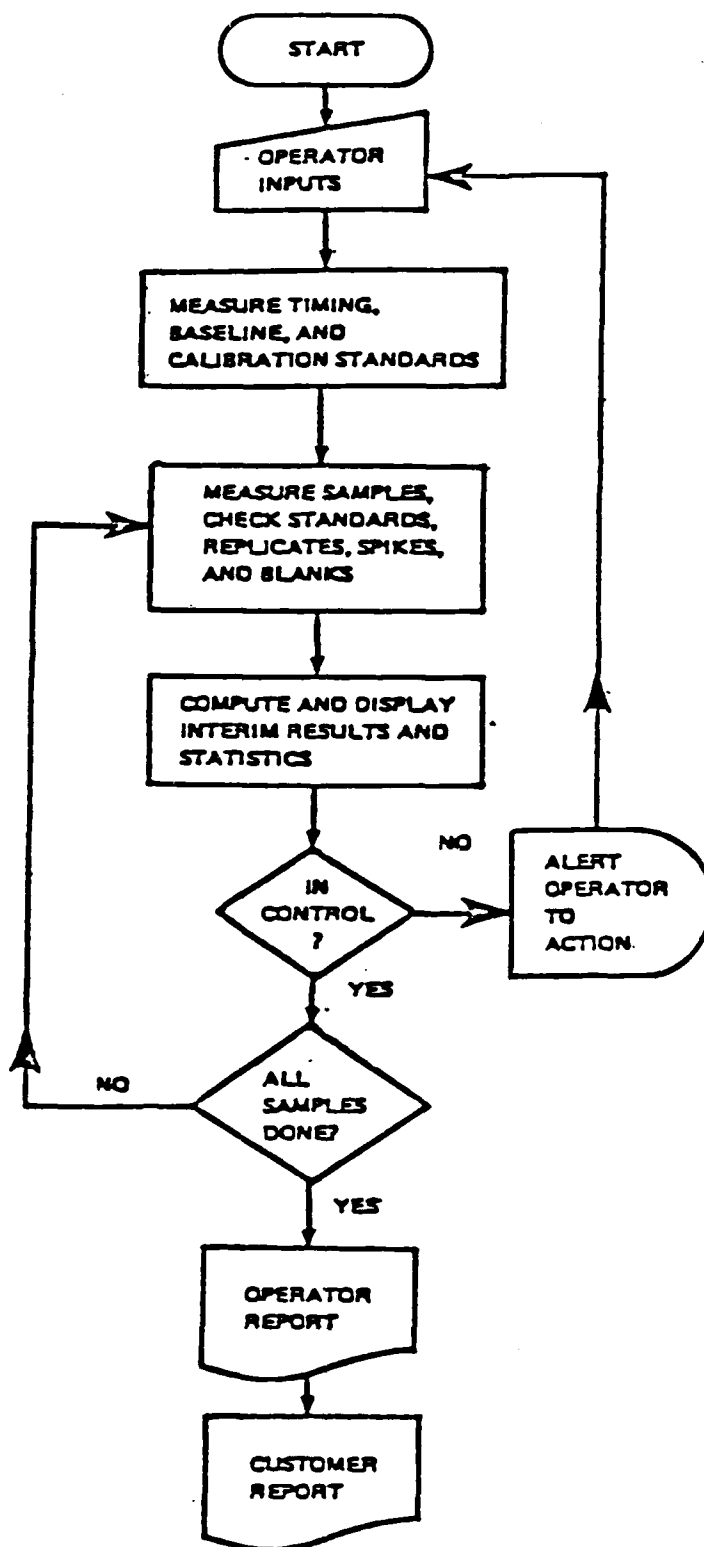 START
OPERATOR
INPUTS
MEASURE TIMING,
BASELINE, AND
CALIBRATION STANDARDS
MEASURE SAMPLES,
CHECK STANDARDS,
REPLICATES, SPIKES,
AND BLANKS
COMPUTE AND DISPLAY
INTERIM RESULTS AND
STATISTICS
IN
CONTROL
?
NO
ALERT
OPERATOR
TO
ACTION
YES
ALL
SAMPLES
DONE?
NO
YES
OPERATOR
REPORT
CUSTOMER
REPORT